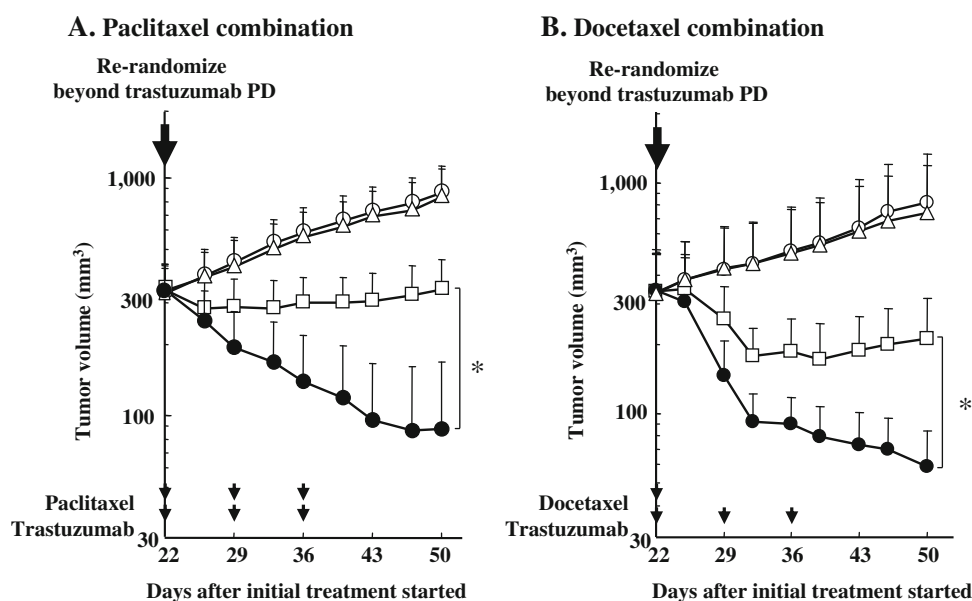 A. Paclitaxel combination
Re-randomize
beyond trastuzumab PD
1,000
300
100
30
Tumor volume (mm³)
*
Paclitaxel
Trastuzumab
22 29 36 43 50
Days after initial treatment started
B. Docetaxel combination
Re-randomize
beyond trastuzumab PD
1,000
300
100
30
Tumor volume (mm³)
*
Docetaxel
Trastuzumab
22 29 36 43 50
Days after initial treatment started